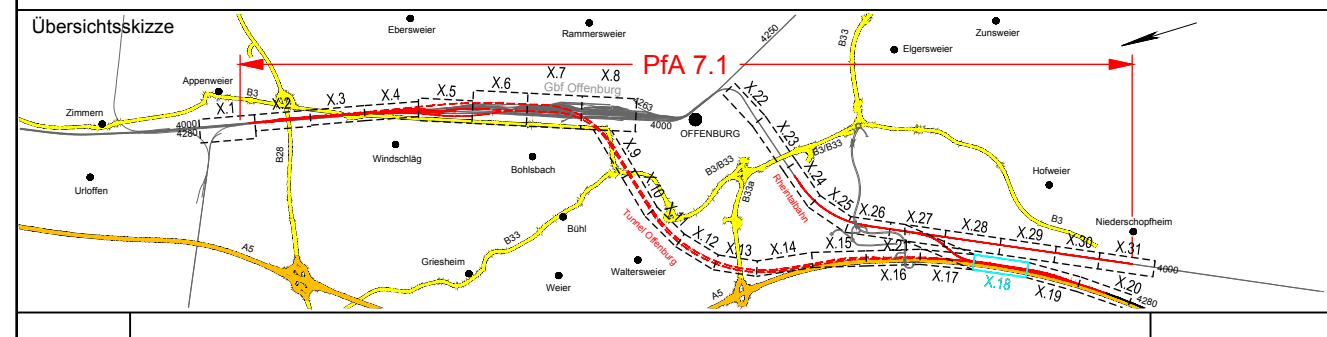 Übersichtsskizze
Ebersweier
Rammersweier
4250
B33
Zunsweier
Elgersweier
PfA 7.1
Appenweier
Zimmern
B3
X.1
X.2
X.3
X.4
X.5
X.6
X.7
X.8
Gbf Offenburg
4263
4000
4280
4000
OFFENBURG
X.22
B28
Windschläg
Bohlsbach
X.9
X.23
B3/B33
B3/B33
Urloffen
X.10
B33a
X.24
Hofweier
Rheintalbahn
X.25
X.26
X.27
X.28
X.29
X.30
X.31
B3
Niederschopfheim
4000
Bühl
X.11
Tunnel Offenburg
X.12
X.13
X.14
X.15
X.21
X.16
X.17
X.18
X.19
X.20
4280
A5
B33
Griesheim
Weier
Waltersweier
A5